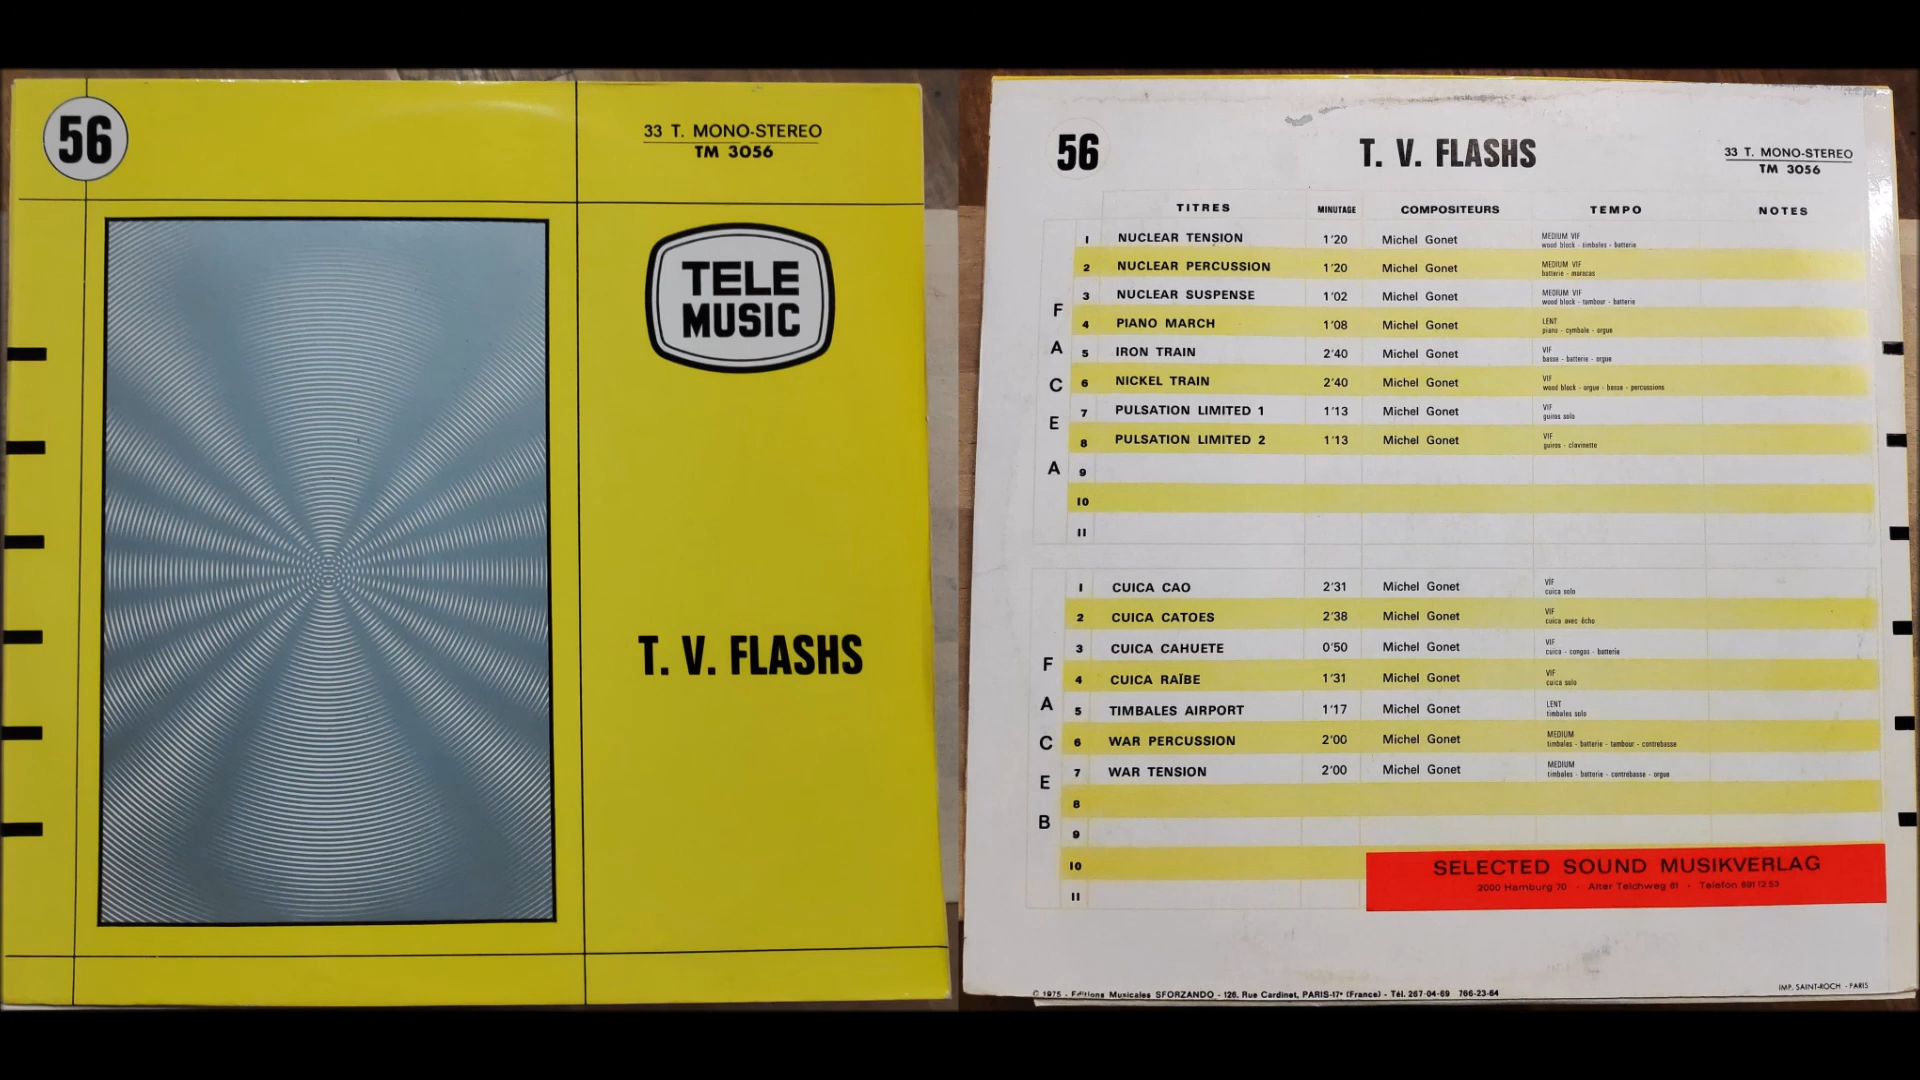 56
33 T. MONO-STEREO
TM 3056
TELE
MUSIC
T. V. FLASHS
56
T. V. FLASHS
33 T. MONO-STEREO
TM 3056
TITRES MINUTAGE COMPOSITEURS TEMPO NOTES
FACE A
1 NUCLEAR TENSION 1'20 Michel Gonet MEDIUM VIF
wood block - timbales - batterie
2 NUCLEAR PERCUSSION 1'20 Michel Gonet MEDIUM VIF
batterie - maracas
3 NUCLEAR SUSPENSE 1'02 Michel Gonet MEDIUM VIF
wood block - tambour - batterie
4 PIANO MARCH 1'08 Michel Gonet LENT
piano - cymbale - orgue
5 IRON TRAIN 2'40 Michel Gonet VIF
basse - batterie - orgue
6 NICKEL TRAIN 2'40 Michel Gonet VIF
wood block - orgue - basse - percussions
7 PULSATION LIMITED 1 1'13 Michel Gonet VIF
guiros solo
8 PULSATION LIMITED 2 1'13 Michel Gonet VIF
guiros - clavinette
9
10
11
FACE B
1 CUICA CAO 2'31 Michel Gonet VIF
cuica solo
2 CUICA CATOES 2'38 Michel Gonet VIF
cuica avec écho
3 CUICA CAHUETE 0'50 Michel Gonet VIF
cuica - congas - batterie
4 CUICA RAÏBE 1'31 Michel Gonet VIF
cuica solo
5 TIMBALES AIRPORT 1'17 Michel Gonet LENT
timbales solo
6 WAR PERCUSSION 2'00 Michel Gonet MEDIUM
timbales - batterie - tambour - contrebasse
7 WAR TENSION 2'00 Michel Gonet MEDIUM
timbales - batterie - contrebasse - orgue
8
9
10
11
SELECTED SOUND MUSIKVERLAG
2000 Hamburg 70 - Alter Teichweg 61 - Telefon 691 12 53
© 1975 - Editions Musicales SFORZANDO - 126, Rue Cardinet, PARIS-17e (France) - Tél. 267-04-69 766-23-64
IMP. SAINT-ROCH - PARIS